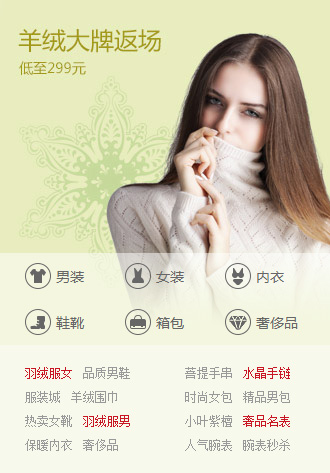 羊绒大牌返场
低至299元
男装 女装 内衣
鞋靴 箱包 奢侈品
羽绒服女 品质男鞋 菩提手串 水晶手链
服装城 羊绒围巾 时尚女包 精品男包
热卖女靴 羽绒服男 小叶紫檀 奢品名表
保暖内衣 奢侈品 人气腕表 腕表秒杀